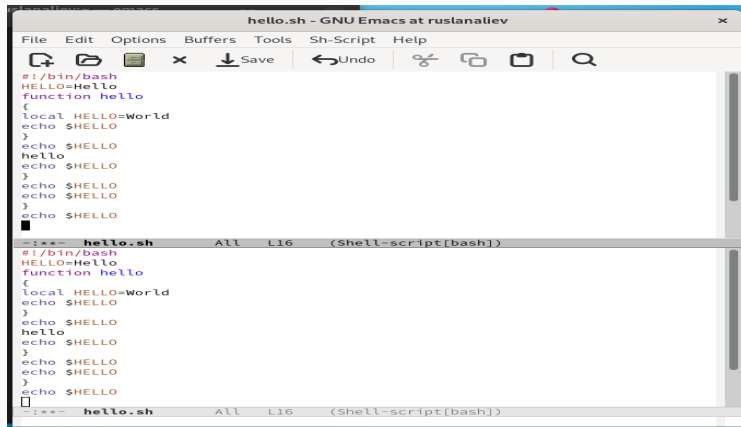 hello.sh - GNU Emacs at ruslanaliev
File Edit Options Buffers Tools Sh-Script Help
Save Undo
#!/bin/bash
HELLO=Hello
function hello
{
local HELLO=World
echo $HELLO
}
echo $HELLO
hello
echo $HELLO
}
echo $HELLO
echo $HELLO
}
echo $HELLO
-:**- hello.sh All L16 (Shell-script[bash])
#!/bin/bash
HELLO=Hello
function hello
{
local HELLO=World
echo $HELLO
}
echo $HELLO
hello
echo $HELLO
}
echo $HELLO
echo $HELLO
}
echo $HELLO
-:**- hello.sh All L16 (Shell-script[bash])